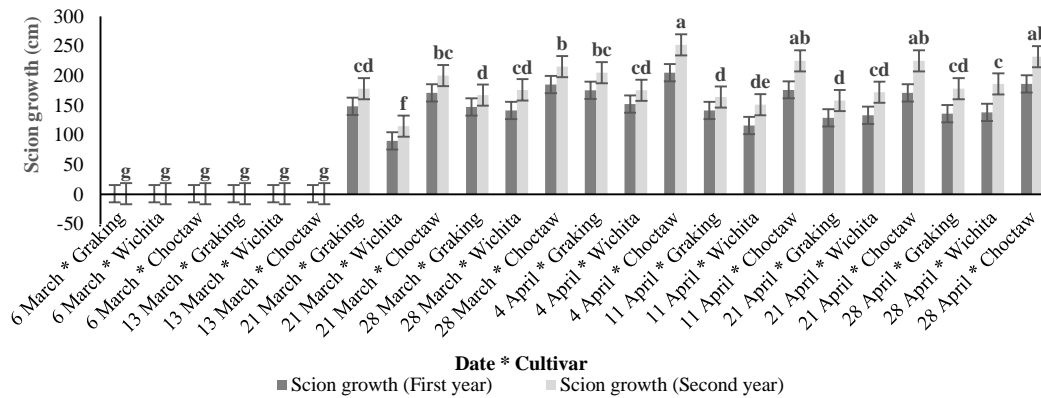 300
250
200
150
100
50
0
-50
Scion growth (cm)
g g g g g g cd f bc d cd b bc cd a d de ab d cd ab cd c ab
6 March * Graking
6 March * Wichita
6 March * Choctaw
13 March * Graking
13 March * Wichita
13 March * Choctaw
21 March * Graking
21 March * Wichita
21 March * Choctaw
28 March * Graking
28 March * Wichita
28 March * Choctaw
4 April * Graking
4 April * Wichita
4 April * Choctaw
11 April * Graking
11 April * Wichita
11 April * Choctaw
21 April * Graking
21 April * Wichita
21 April * Choctaw
28 April * Graking
28 April * Wichita
28 April * Choctaw
Date * Cultivar
Scion growth (First year) Scion growth (Second year)